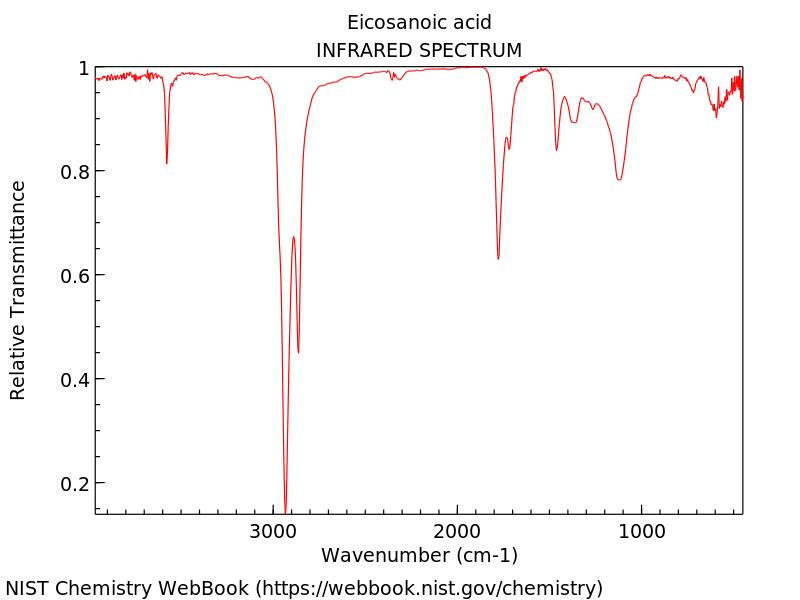 Eicosanoic acid
INFRARED SPECTRUM
Relative Transmittance
1
0.8
0.6
0.4
0.2
3000 2000 1000
Wavenumber (cm-1)
NIST Chemistry WebBook (https://webbook.nist.gov/chemistry)